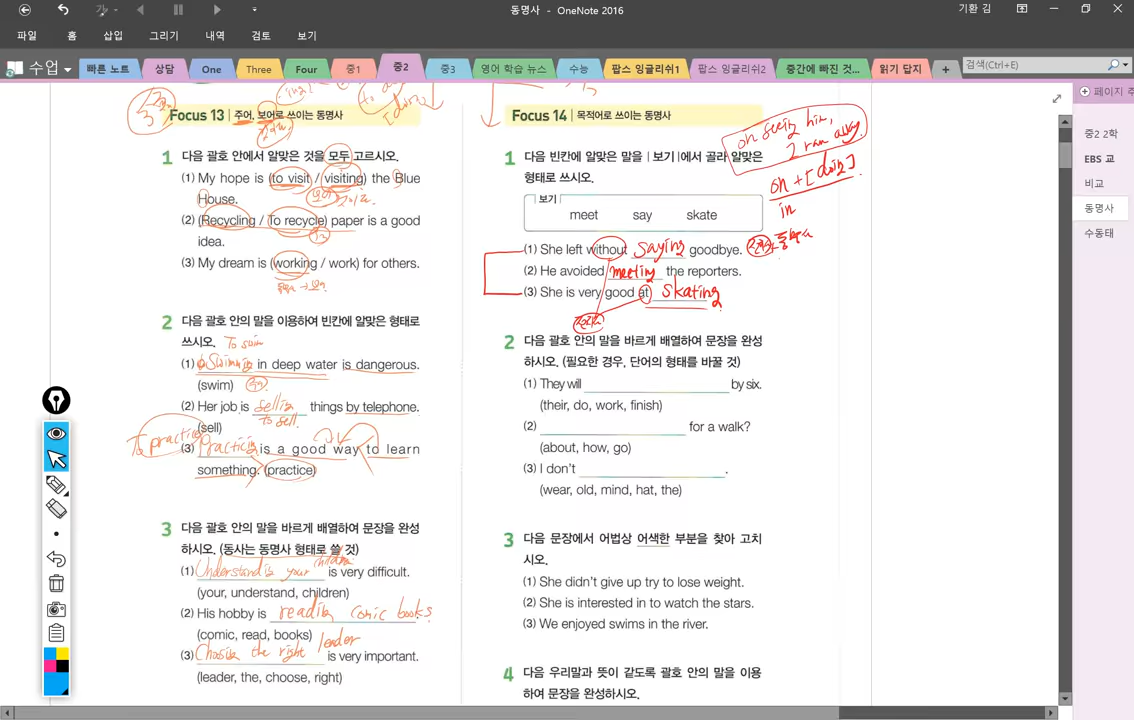 동명사 - OneNote 2016
기환 김
파일 홈 삽입 그리기 내역 검토 보기
수업 빠른 노트 상담 One Three Four 중1 중2 중3 영어 학습 뉴스 수능 팝스 잉글리쉬1 팝스 잉글리쉬2 중간에 빠진 것... 읽기 답지 + 검색(Ctrl+E)
페이지 추
중2 2학
EBS 교
비교
동명사
수동태
Focus 13 | 주어, 보어로 쓰이는 동명사
1 다음 괄호 안에서 알맞은 것을 모두 고르시오.
(1) My hope is (to visit / visiting) the Blue
House.
(2) (Recycling / To recycle) paper is a good
idea.
(3) My dream is (working / work) for others.
2 다음 괄호 안의 말을 이용하여 빈칸에 알맞은 형태로
쓰시오. To swim
(1) Swimming in deep water is dangerous.
(swim)
(2) Her job is selling things by telephone.
(sell) to sell
To practice
(3) Practicing is a good way to learn
something. (practice)
3 다음 괄호 안의 말을 바르게 배열하여 문장을 완성
하시오. (동사는 동명사 형태로 쓸 것)
(1) Understanding your children is very difficult.
(your, understand, children)
(2) His hobby is reading comic books.
(comic, read, books)
(3) Choosing the right leader is very important.
(leader, the, choose, right)
Focus 14 | 목적어로 쓰이는 동명사
on seeing him,
I ran away
on + [doing]
in
1 다음 빈칸에 알맞은 말을 | 보기 |에서 골라 알맞은
형태로 쓰시오.
보기
meet say skate
(1) She left without saying goodbye.
(2) He avoided meeting the reporters.
(3) She is very good at skating.
2 다음 괄호 안의 말을 바르게 배열하여 문장을 완성
하시오. (필요한 경우, 단어의 형태를 바꿀 것)
(1) They will by six.
(their, do, work, finish)
(2) for a walk?
(about, how, go)
(3) I don't .
(wear, old, mind, hat, the)
3 다음 문장에서 어법상 어색한 부분을 찾아 고치
시오.
(1) She didn't give up try to lose weight.
(2) She is interested in to watch the stars.
(3) We enjoyed swims in the river.
4 다음 우리말과 뜻이 같도록 괄호 안의 말을 이용
하여 문장을 완성하시오.